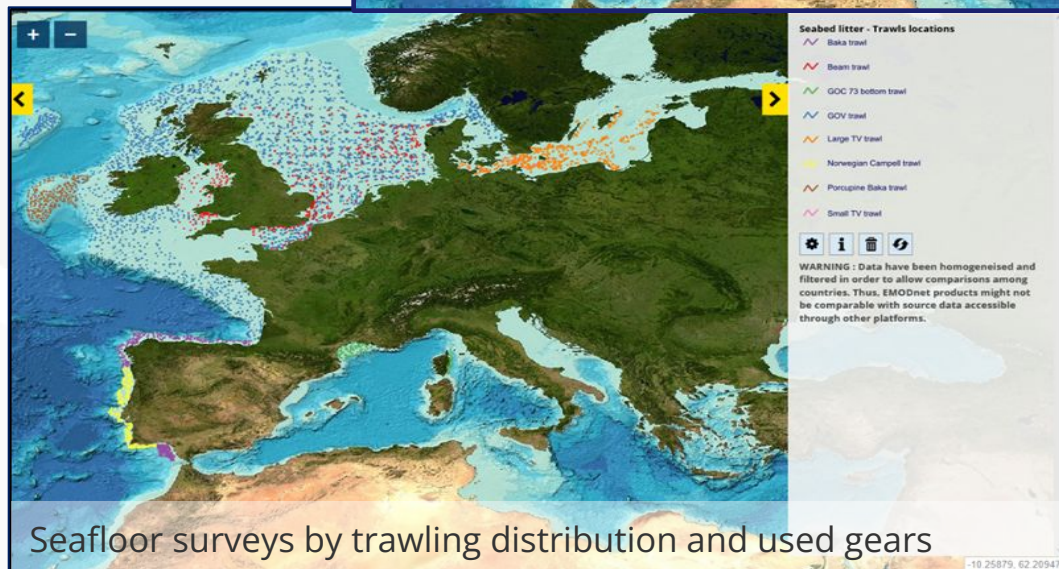 + −
< >
Seabed litter - Trawls locations
Baka trawl
Beam trawl
GOC 73 bottom trawl
GOV trawl
Large TV trawl
Norwegian Campell trawl
Porcupine Baka trawl
Small TV trawl
WARNING : Data have been homogeneised and
filtered in order to allow comparisons among
countries. Thus, EMODnet products might not
be comparable with source data accessible
through other platforms.
Seafloor surveys by trawling distribution and used gears
-10.25879, 62.2094